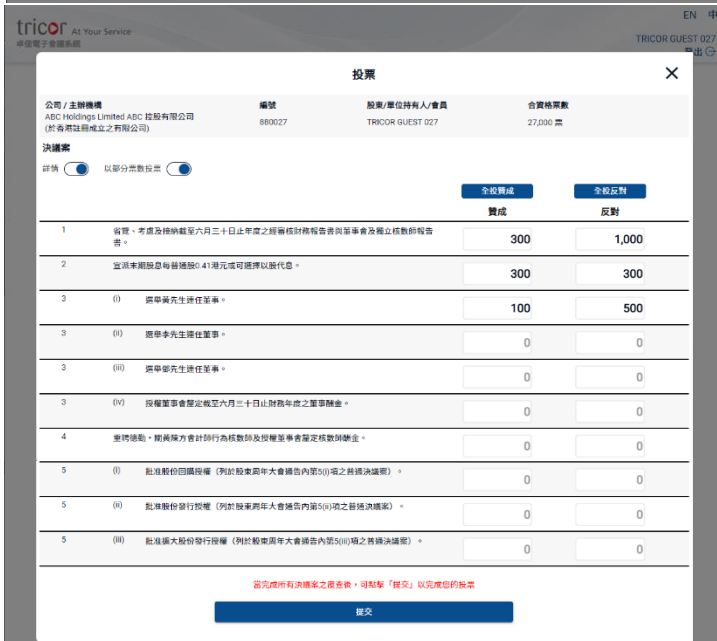 EN 中
tricor At Your Service
卓佳電子會議系統
TRICOR GUEST 027
登出
投票
公司 / 主辦機構 編號 股東/單位持有人/會員 合資格票數
ABC Holdings Limited ABC 控股有限公司 880027 TRICOR GUEST 027 27,000 票
(於香港註冊成立之有限公司)
決議案
詳情 以部分票數投票
全投贊成 全投反對
贊成 反對
1 省覽、考慮及接納截至六月三十日止年度之經審核財務報告書與董事會及獨立核數師報告 300 1,000
書。
2 宣派末期股息每普通股0.41港元或可選擇以股代息。 300 300
3 (i) 選舉黃先生連任董事。 100 500
3 (ii) 選舉李先生連任董事。 0 0
3 (iii) 選舉鄧先生連任董事。 0 0
3 (iv) 授權董事會釐定截至六月三十日止財務年度之董事酬金。 0 0
4 重聘德勤•關黃陳方會計師行為核數師及授權董事會釐定核數師酬金。 0 0
5 (i) 批准股份回購授權（列於股東周年大會通告內第5(i)項之普通決議案）。 0 0
5 (ii) 批准股份發行授權（列於股東周年大會通告內第5(ii)項之普通決議案）。 0 0
5 (iii) 批准擴大股份發行授權（列於股東周年大會通告內第5(iii)項之普通決議案）。 0 0
當完成所有決議案之覆查後，可點擊「提交」以完成您的投票
提交